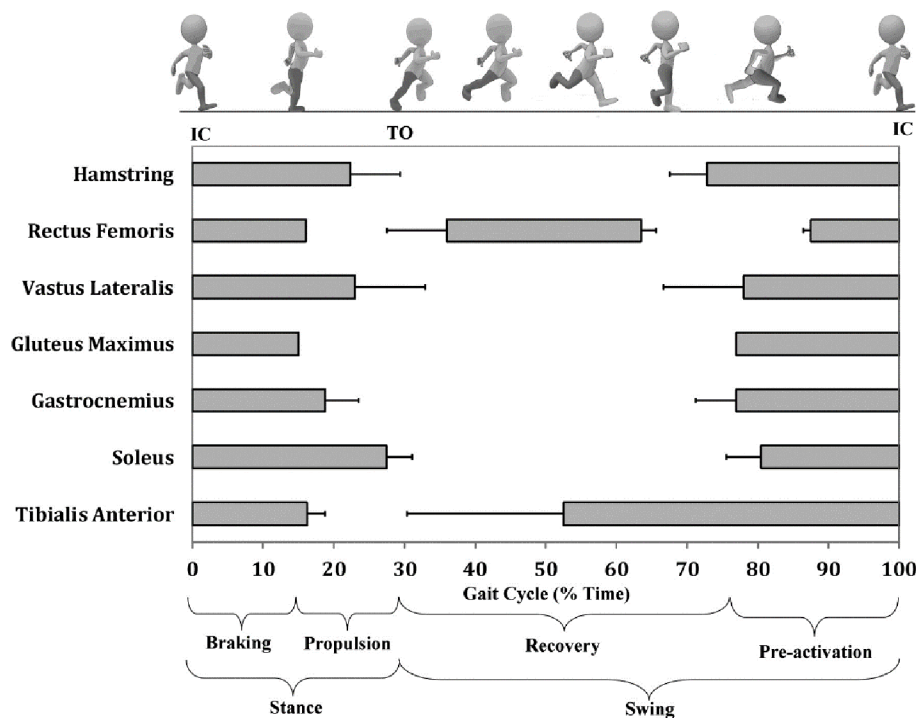 IC TO IC
Hamstring
Rectus Femoris
Vastus Lateralis
Gluteus Maximus
Gastrocnemius
Soleus
Tibialis Anterior
0 10 20 30 40 50 60 70 80 90 100
Gait Cycle (% Time)
Braking Propulsion Recovery Pre-activation
Stance Swing